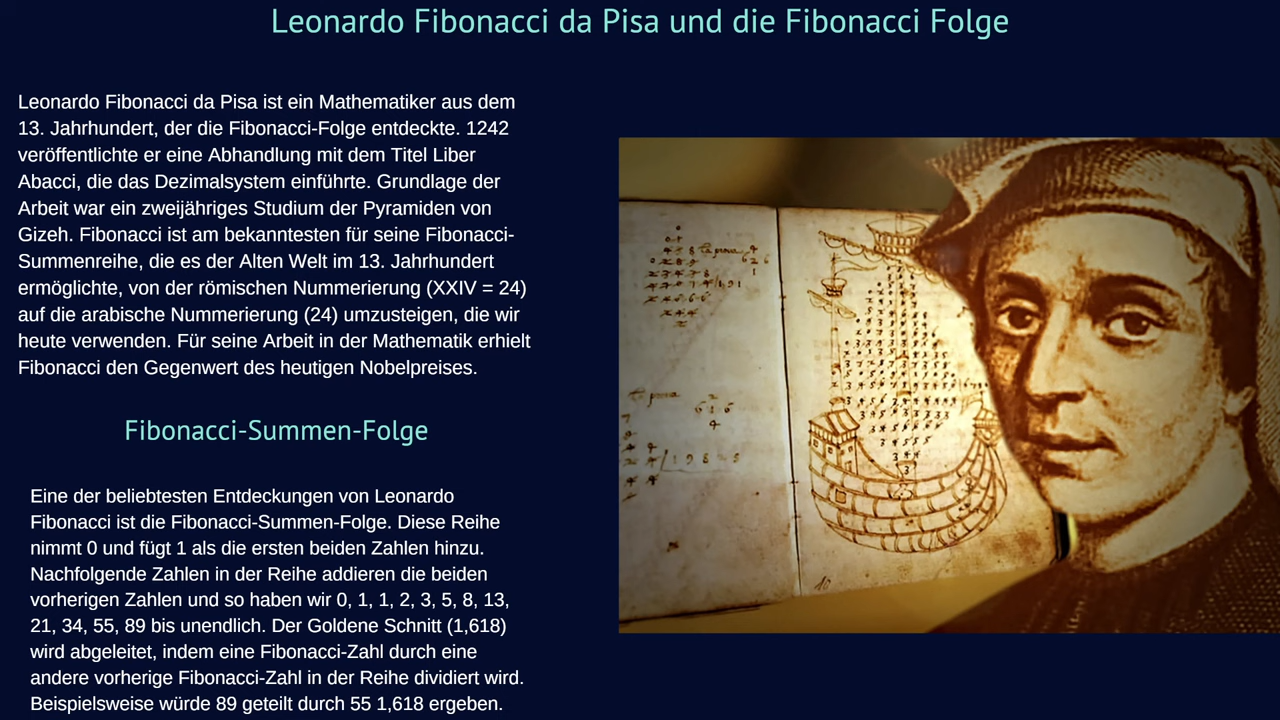 Leonardo Fibonacci da Pisa und die Fibonacci Folge
Leonardo Fibonacci da Pisa ist ein Mathematiker aus dem
13. Jahrhundert, der die Fibonacci-Folge entdeckte. 1242
veröffentlichte er eine Abhandlung mit dem Titel Liber
Abacci, die das Dezimalsystem einführte. Grundlage der
Arbeit war ein zweijähriges Studium der Pyramiden von
Gizeh. Fibonacci ist am bekanntesten für seine Fibonacci-
Summenreihe, die es der Alten Welt im 13. Jahrhundert
ermöglichte, von der römischen Nummerierung (XXIV = 24)
auf die arabische Nummerierung (24) umzusteigen, die wir
heute verwenden. Für seine Arbeit in der Mathematik erhielt
Fibonacci den Gegenwert des heutigen Nobelpreises.
Fibonacci-Summen-Folge
Eine der beliebtesten Entdeckungen von Leonardo
Fibonacci ist die Fibonacci-Summen-Folge. Diese Reihe
nimmt 0 und fügt 1 als die ersten beiden Zahlen hinzu.
Nachfolgende Zahlen in der Reihe addieren die beiden
vorherigen Zahlen und so haben wir 0, 1, 1, 2, 3, 5, 8, 13,
21, 34, 55, 89 bis unendlich. Der Goldene Schnitt (1,618)
wird abgeleitet, indem eine Fibonacci-Zahl durch eine
andere vorherige Fibonacci-Zahl in der Reihe dividiert wird.
Beispielsweise würde 89 geteilt durch 55 1,618 ergeben.